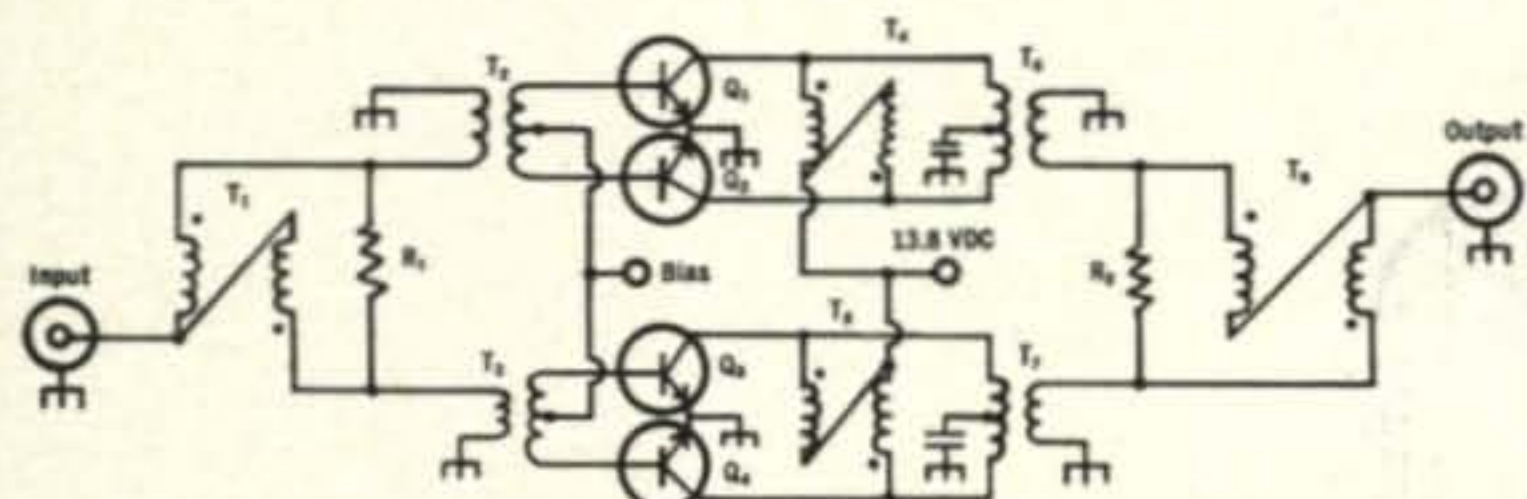 T₄
T₆
T₂
Q₁
Output
Q₂
T₁
T₈
13.8 VDC
Input
R₁
Bias
R₂
T₅
T₃
Q₃
T₇
Q₄